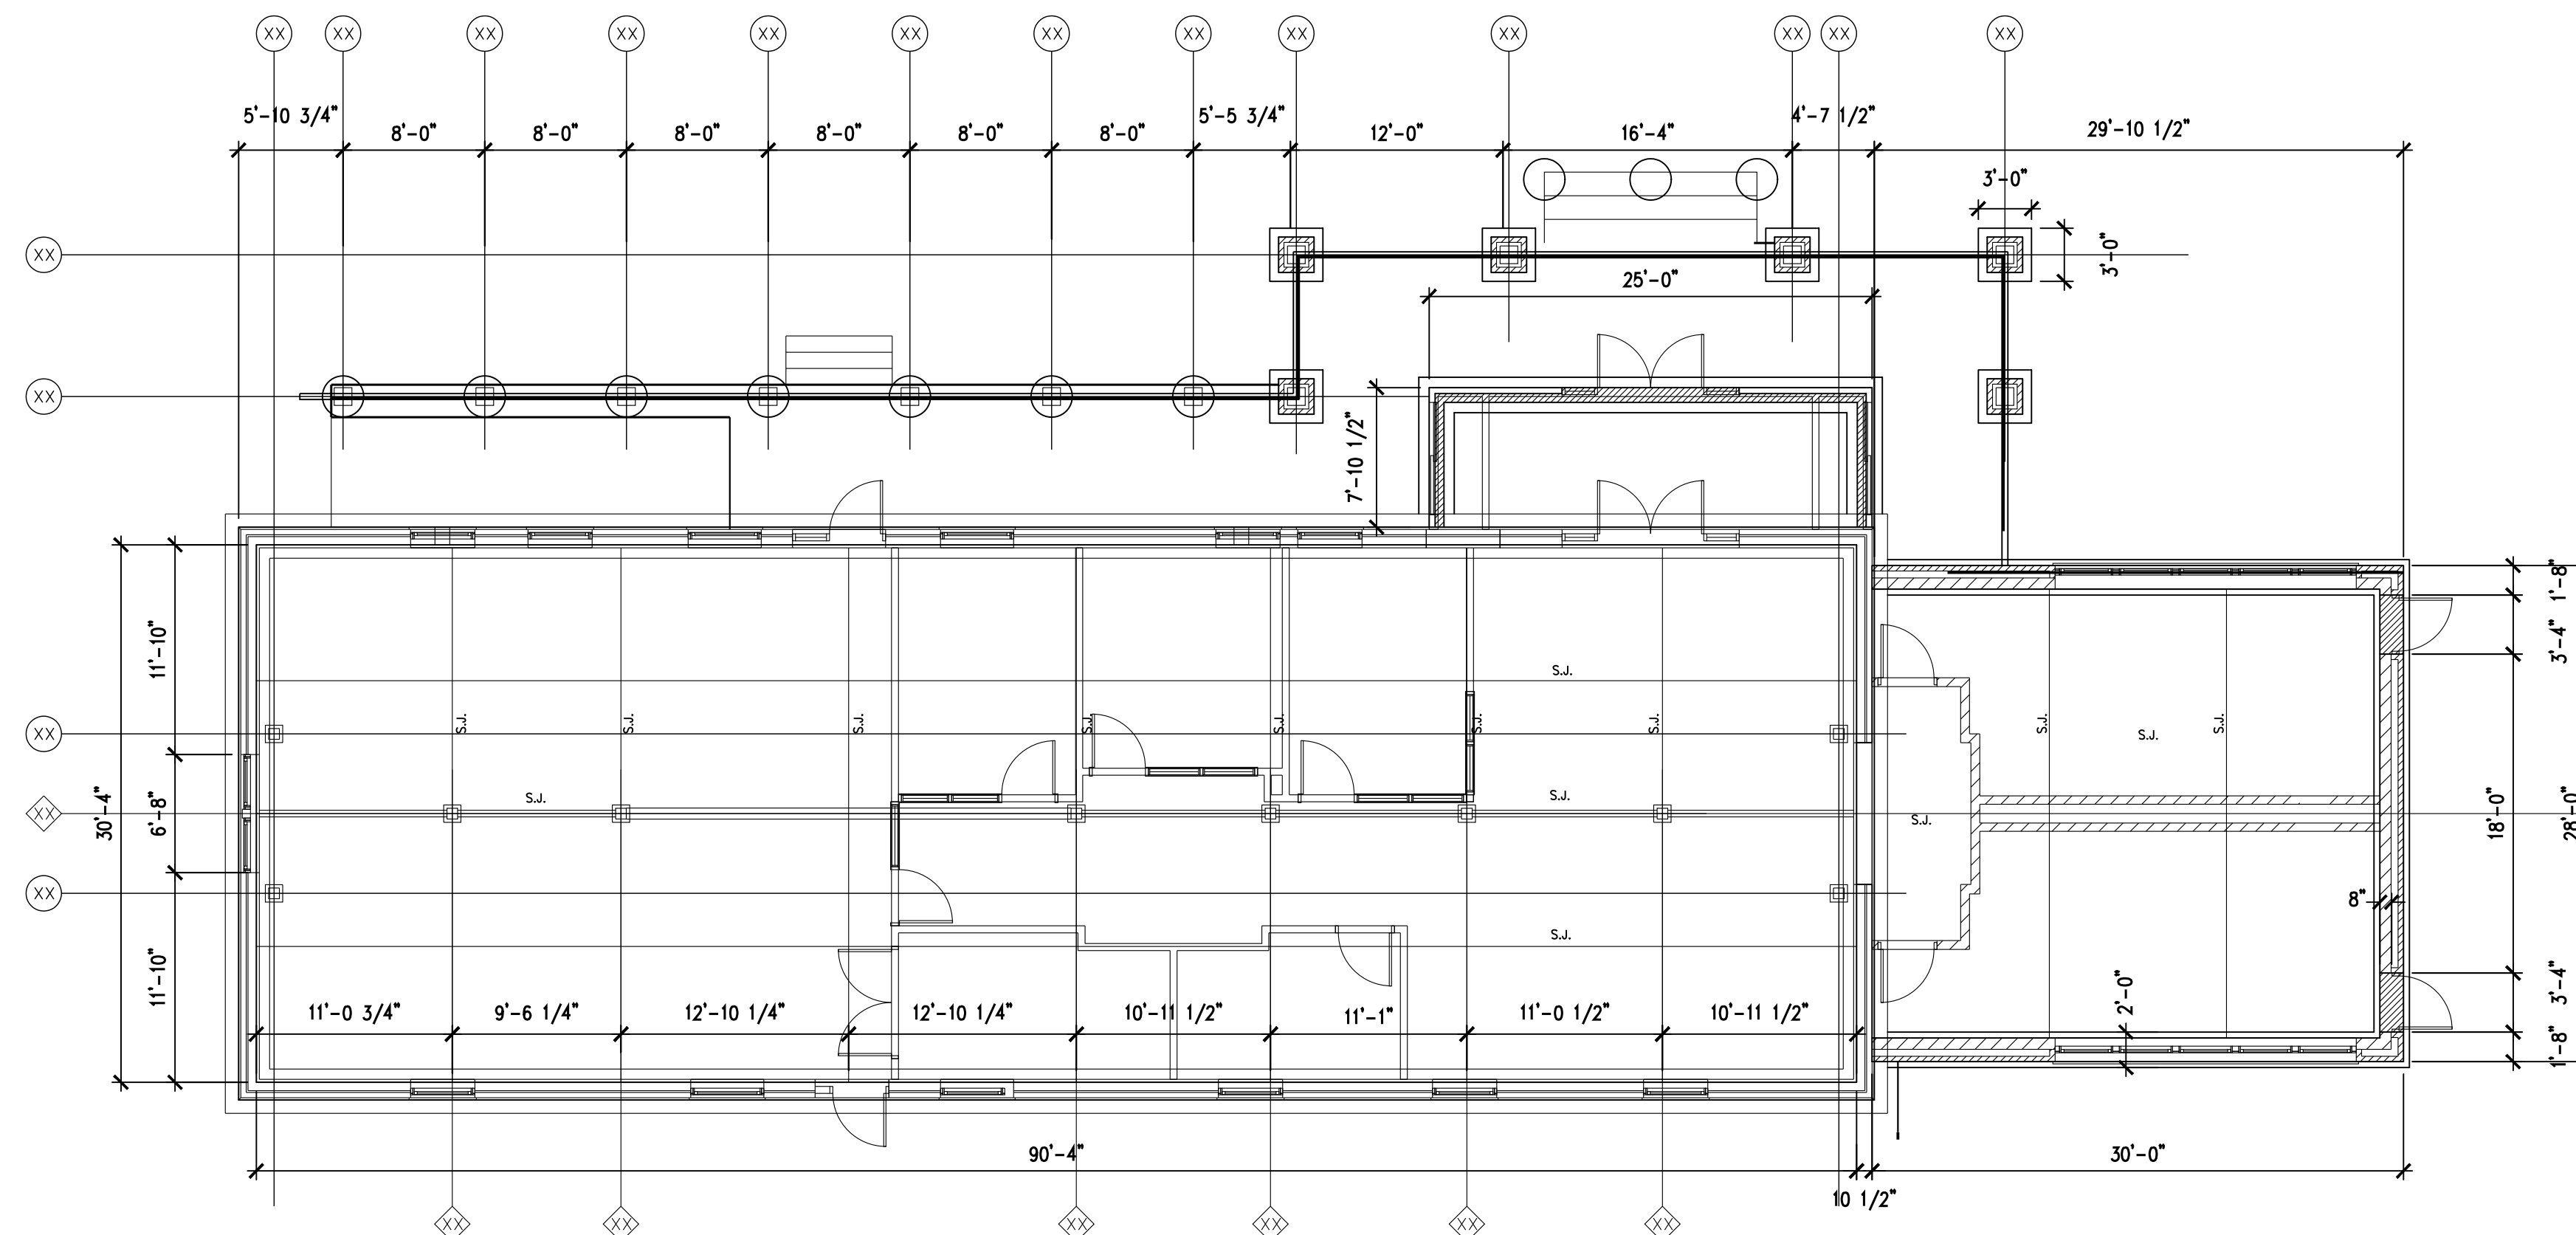 XX XX XX XX XX XX XX XX XX XX XX XX XX
5'-10 3/4" 5'-5 3/4" 4'-7 1/2"
8'-0" 8'-0" 8'-0" 8'-0" 8'-0" 8'-0" 12'-0" 16'-4" 29'-10 1/2"
3'-0"
XX
3'-0"
25'-0"
XX
7'-10 1/2"
1'-8"
11'-10"
3'-4"
S.J.
XX
S.J. S.J. S.J. S.J. S.J. S.J. S.J. S.J. S.J. S.J.
S.J. S.J.
XX
30'-4" 6'-8"
S.J.
18'-0" 28'-0"
XX
8"
S.J.
11'-10"
2'-0"
3'-4"
11'-0 3/4" 9'-6 1/4" 12'-10 1/4" 12'-10 1/4" 10'-11 1/2" 11'-1" 11'-0 1/2" 10'-11 1/2"
1'-8"
90'-4" 30'-0"
10 1/2"
XX XX XX XX XX XX